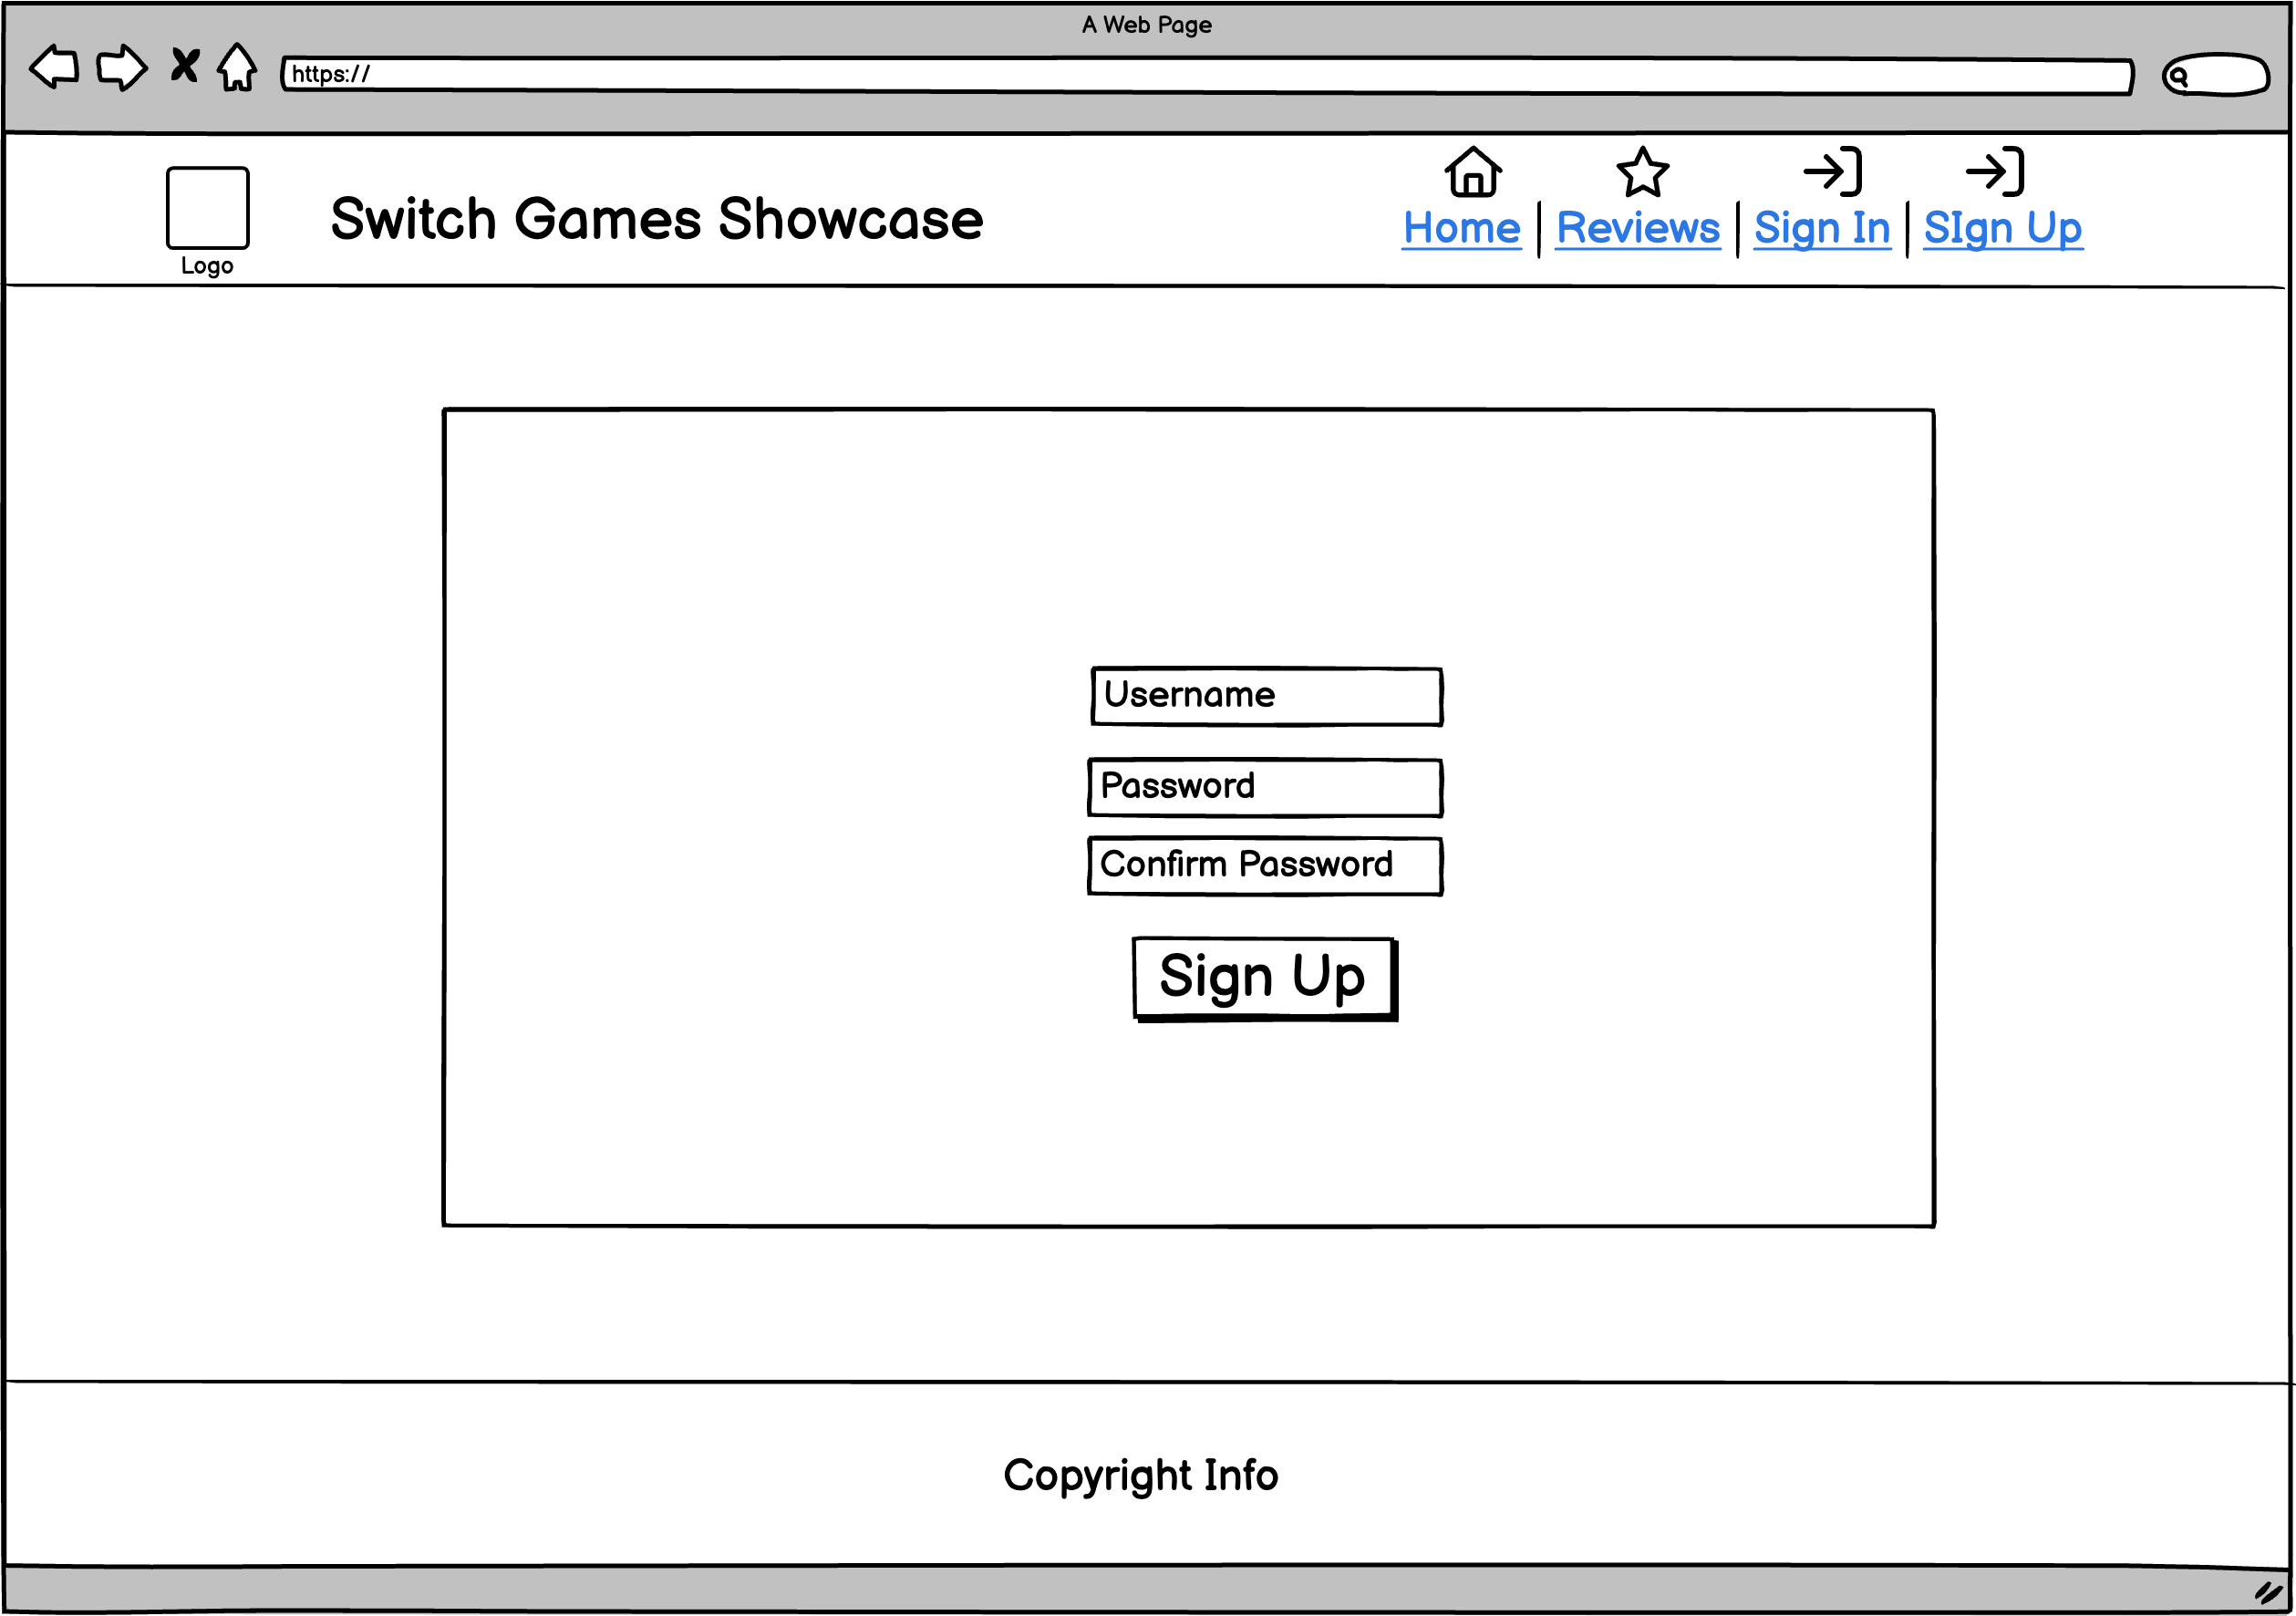 A Web Page
https://
Switch Games Showcase
Home | Reviews | Sign In | SIgn Up
Logo
Username
Password
Confirm Password
Sign Up
Copyright Info